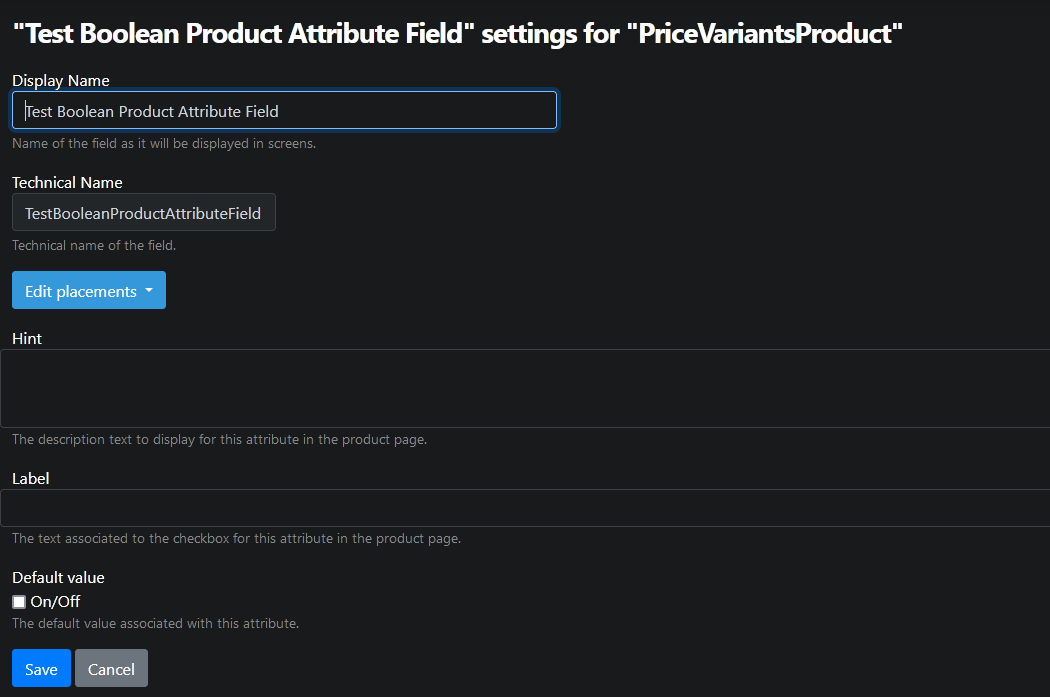 "Test Boolean Product Attribute Field" settings for "PriceVariantsProduct"
Display Name
Test Boolean Product Attribute Field
Name of the field as it will be displayed in screens.
Technical Name
TestBooleanProductAttributeField
Technical name of the field.
Edit placements
Hint
The description text to display for this attribute in the product page.
Label
The text associated to the checkbox for this attribute in the product page.
Default value
On/Off
The default value associated with this attribute.
Save Cancel